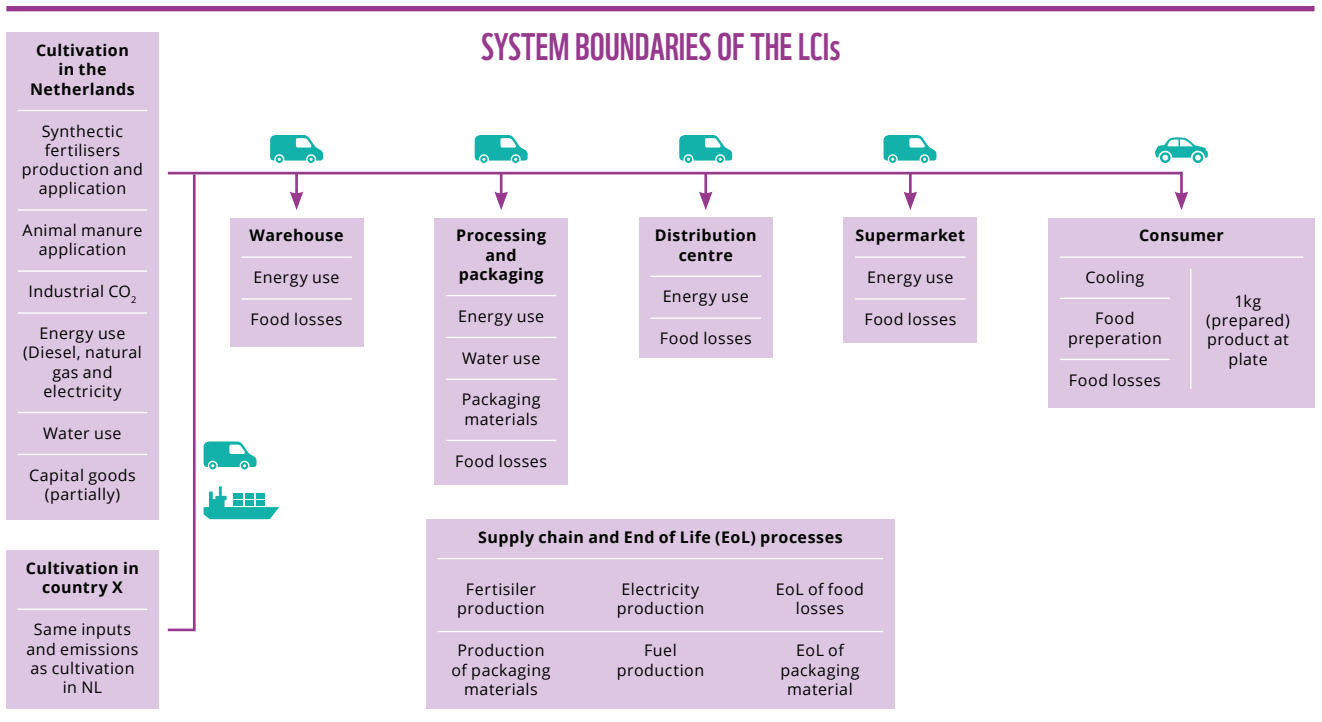 SYSTEM BOUNDARIES OF THE LCIs
Cultivation
in the
Netherlands
Synthectic
fertilisers
production and
application
Animal manure
application
Industrial CO₂
Energy use
(Diesel, natural
gas and
electricity
Water use
Capital goods
(partially)
Cultivation in
country X
Same inputs
and emissions
as cultivation
in NL
Warehouse
Energy use
Food losses
Processing
and
packaging
Energy use
Water use
Packaging
materials
Food losses
Distribution
centre
Energy use
Food losses
Supermarket
Energy use
Food losses
Consumer
Cooling
Food
preparation
Food losses
1kg
(prepared)
product at
plate
Supply chain and End of Life (EoL) processes
Fertisiler
production
Electricity
production
EoL of food
losses
Production
of packaging
materials
Fuel
production
EoL of
packaging
material